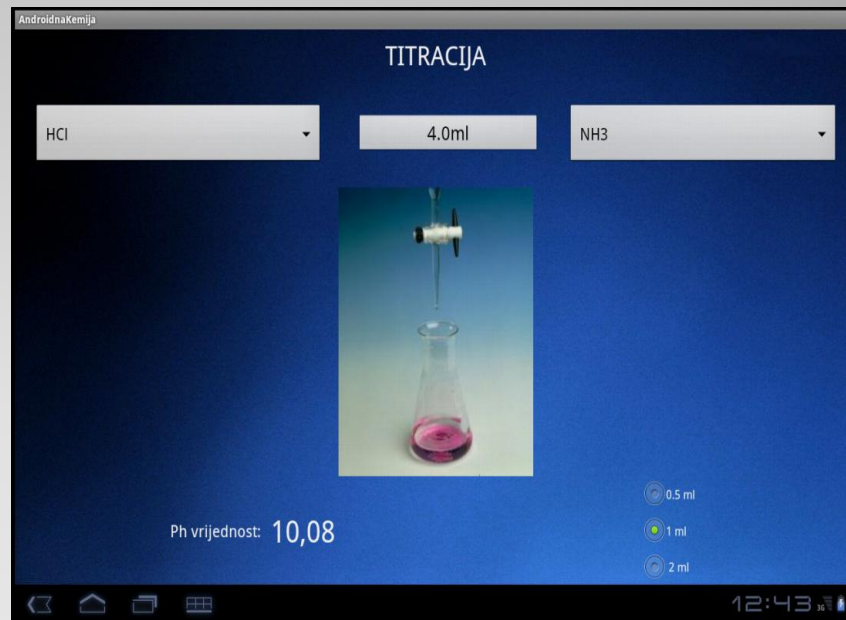 AndroidnaKemija
TITRACIJA
HCl
4.0ml
NH3
0.5 ml
Ph vrijednost: 10,08
1 ml
2 ml
12:43
3G